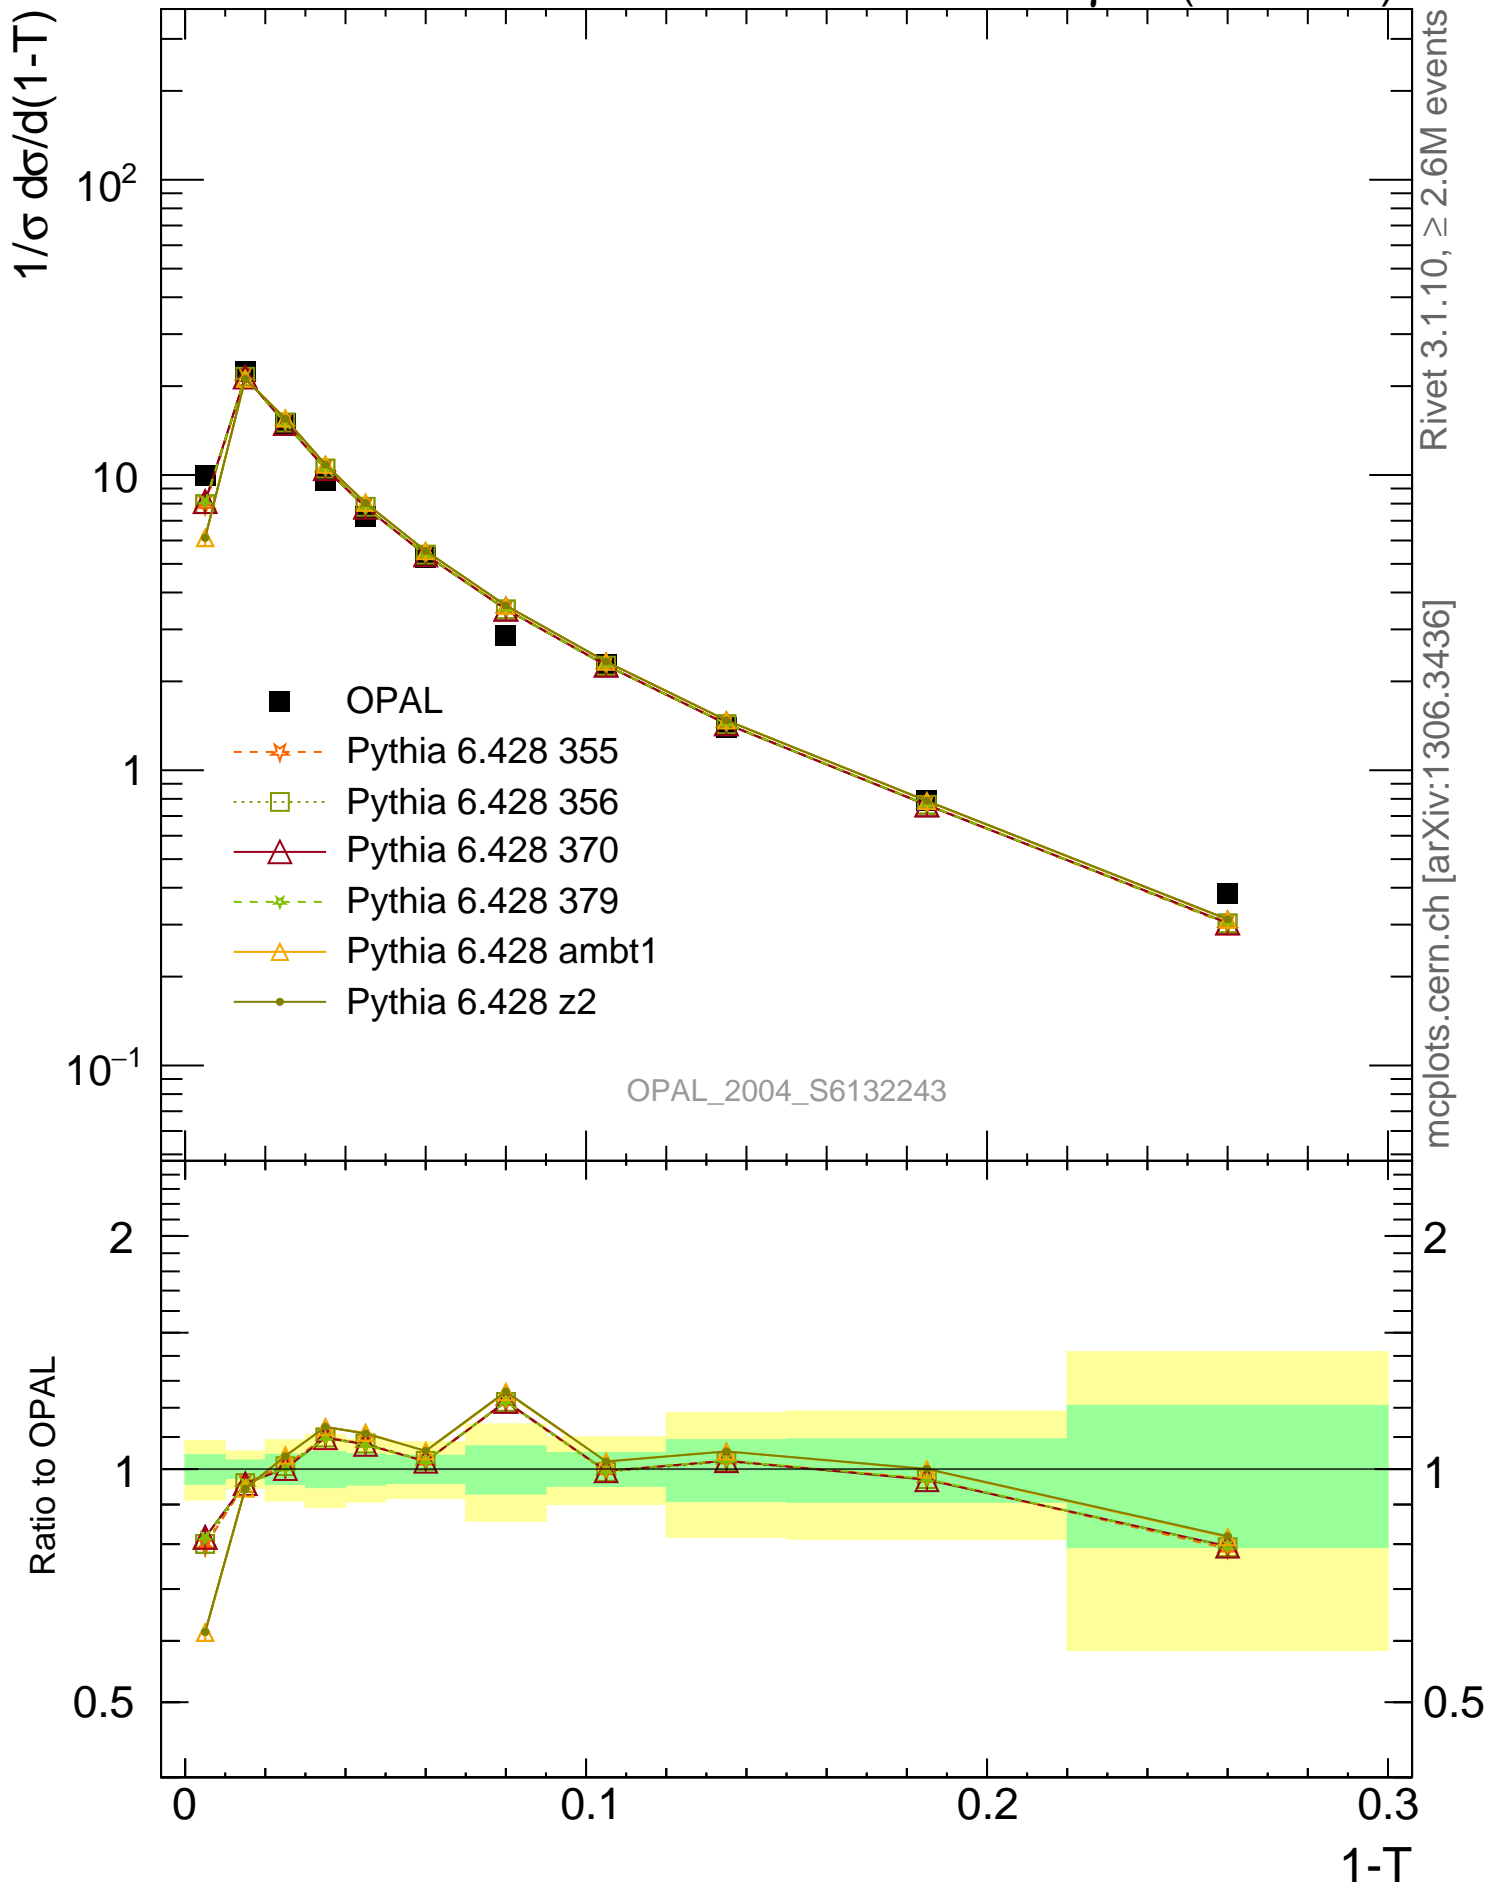 1/σ dσ/d(1-T)
10²
10
1
10⁻¹
OPAL
Pythia 6.428 355
Pythia 6.428 356
Pythia 6.428 370
Pythia 6.428 379
Pythia 6.428 ambt1
Pythia 6.428 z2
OPAL_2004_S6132243
Rivet 3.1.10, ≥ 2.6M events
mcplots.cern.ch [arXiv:1306.3436]
Ratio to OPAL
2
1
0.5
2
1
0.5
0
0.1
0.2
0.3
1-T